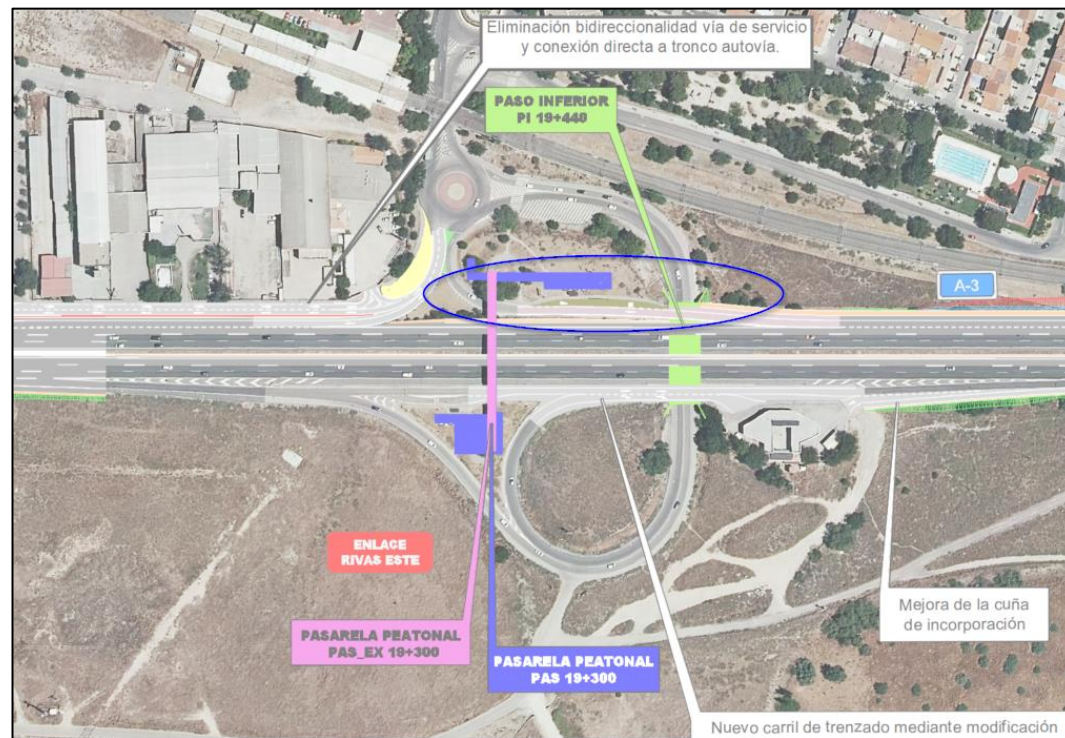 Eliminación bidireccionalidad vía de servicio
y conexión directa a tronco autovía.
PASO INFERIOR
PI 19+440
A-3
ENLACE
RIVAS ESTE
Mejora de la cuña
de incorporación
PASARELA PEATONAL
PAS_EX 19+300
PASARELA PEATONAL
PAS 19+300
Nuevo carril de trenzado mediante modificación